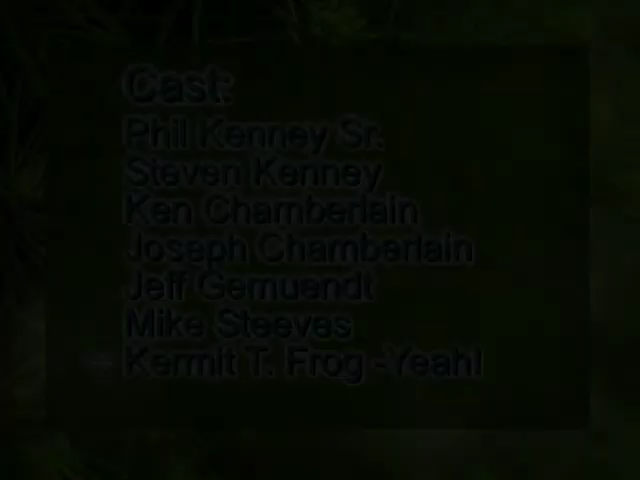 Cast:
Phil Kenney Sr.
Steven Kenney
Ken Chamberlain
Joseph Chamberlain
Jeff Gemuendt
Mike Steeves
Kermit T. Frog -Yeah!